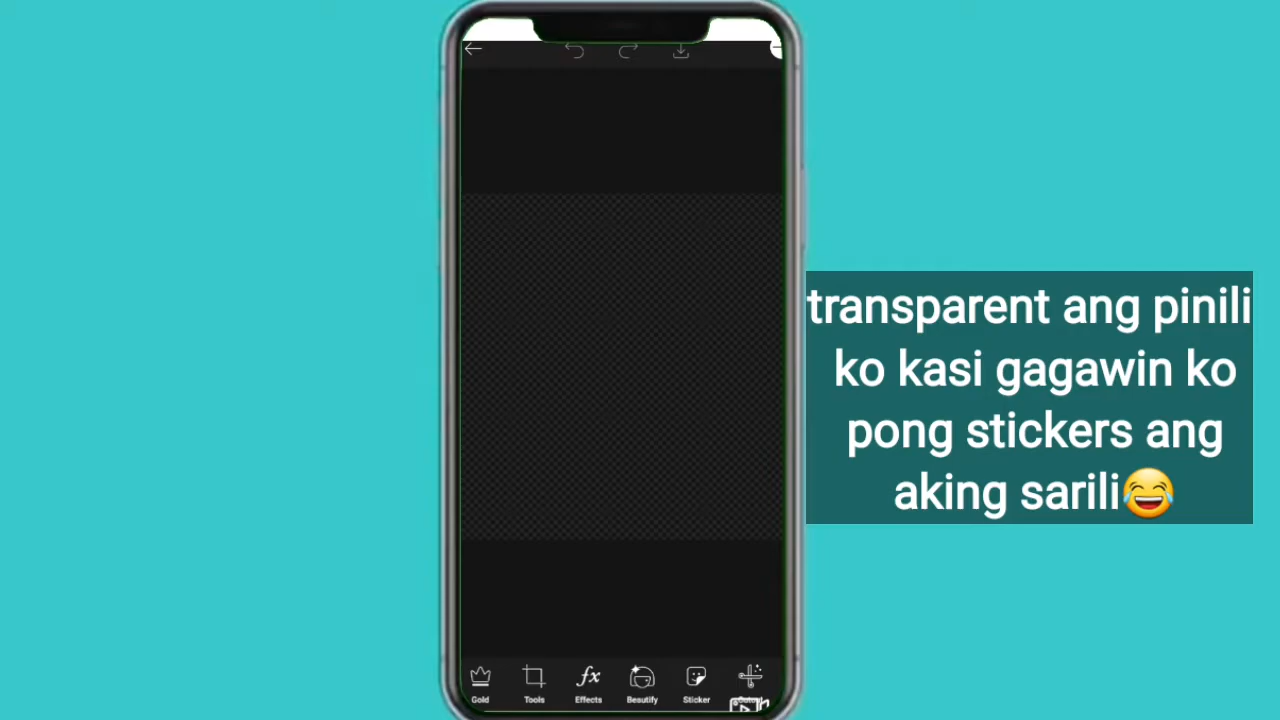 transparent ang pinili
ko kasi gagawin ko
pong stickers ang
aking sarili😂
Gold
Tools
Effects
Beautify
Sticker